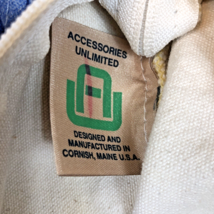 ACCESSORIES
UNLIMITED
DESIGNED AND
MANUFACTURED IN
CORNISH, MAINE U.S.A.